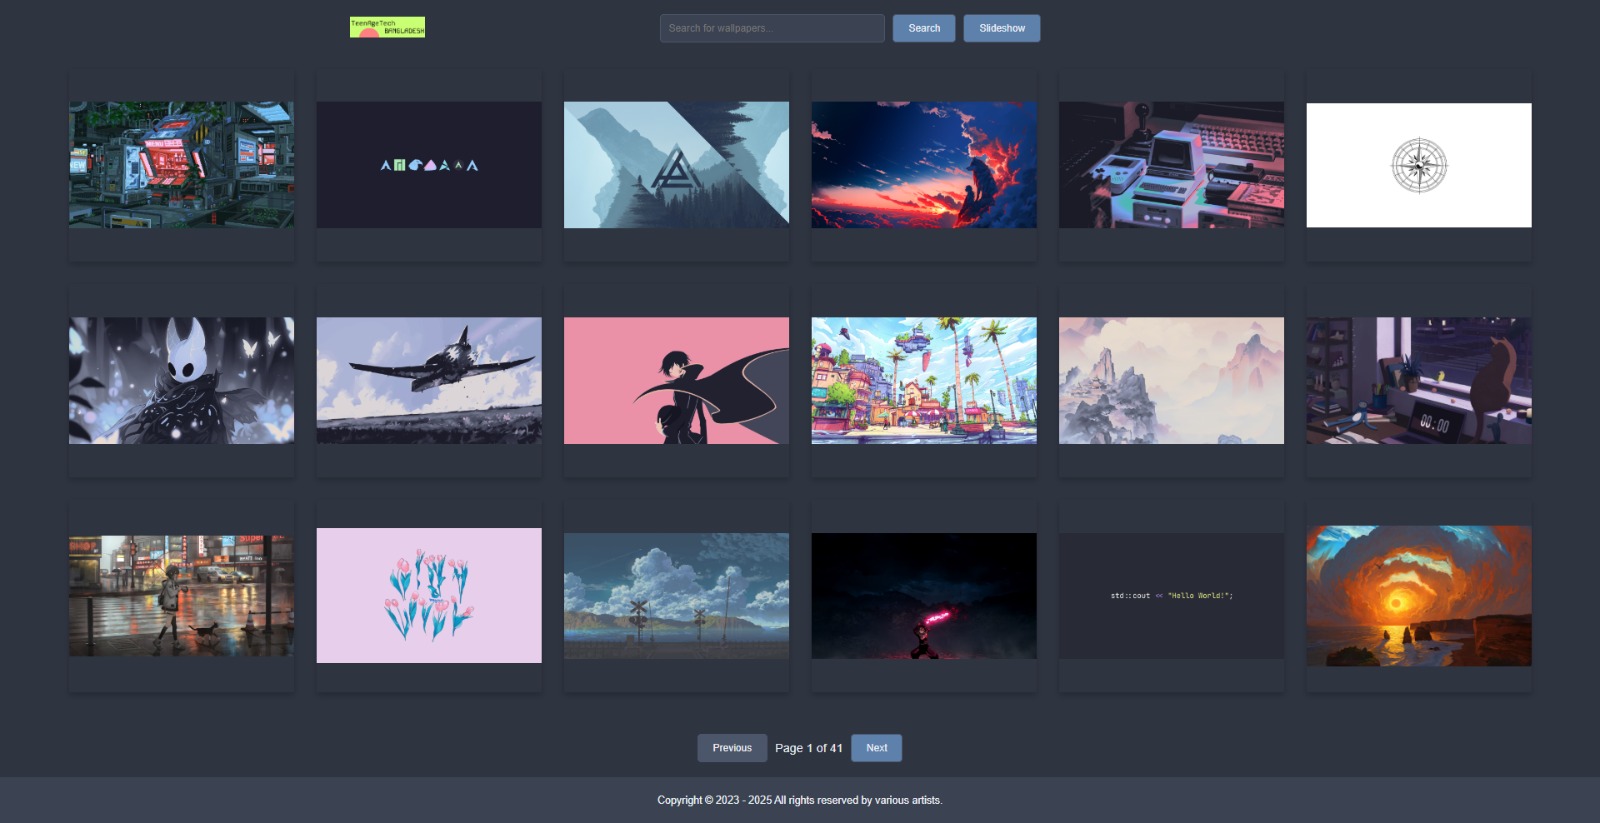 TeenAgeTech
BANGLADESH
Search for wallpapers...
Search
Slideshow
NEW
00:00
SHOP
std::cout << "Hello World!";
Previous
Page 1 of 41
Next
Copyright © 2023 - 2025 All rights reserved by various artists.